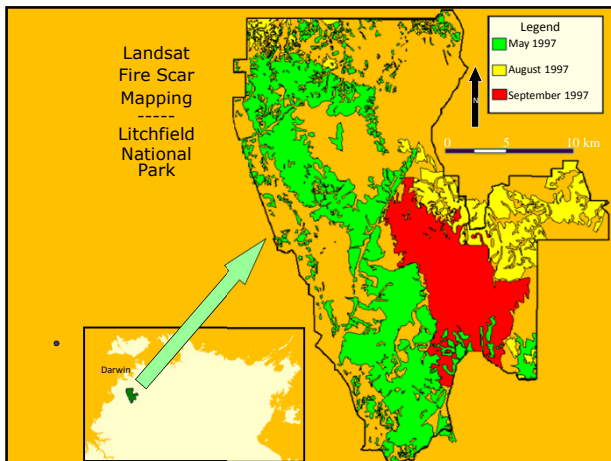 Landsat
Fire Scar
Mapping
-----
Litchfield
National
Park
Legend
May 1997
August 1997
September 1997
N
0 5 10 km
Darwin